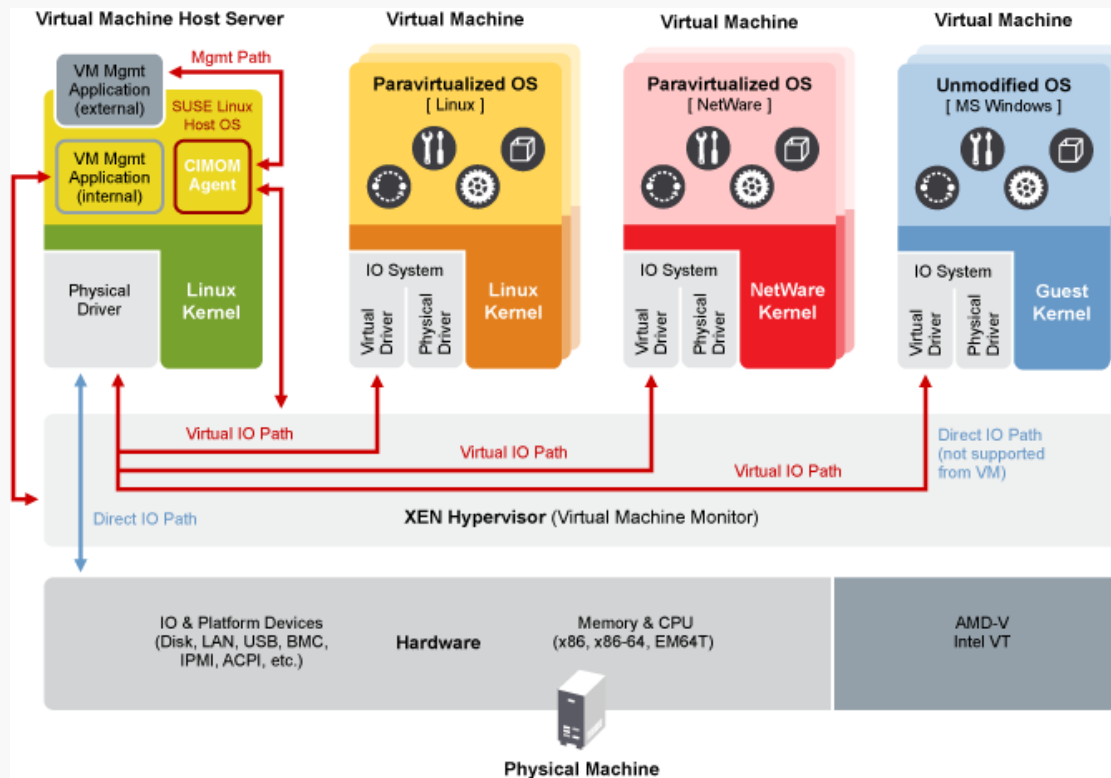 Virtual Machine Host Server
Virtual Machine
Virtual Machine
Virtual Machine
VM Mgmt
Application
(external)
Mgmt Path
SUSE Linux
Host OS
VM Mgmt
Application
(internal)
CIMOM
Agent
Physical
Driver
Linux
Kernel
Paravirtualized OS
[ Linux ]
IO System
Virtual
Driver
Physical
Driver
Linux
Kernel
Paravirtualized OS
[ NetWare ]
IO System
Virtual
Driver
Physical
Driver
NetWare
Kernel
Unmodified OS
[ MS Windows ]
IO System
Virtual
Driver
Physical
Driver
Guest
Kernel
Virtual IO Path
Virtual IO Path
Virtual IO Path
Direct IO Path
(not supported
from VM)
Direct IO Path
XEN Hypervisor (Virtual Machine Monitor)
IO & Platform Devices
(Disk, LAN, USB, BMC,
IPMI, ACPI, etc.)
Hardware
Memory & CPU
(x86, x86-64, EM64T)
AMD-V
Intel VT
Physical Machine